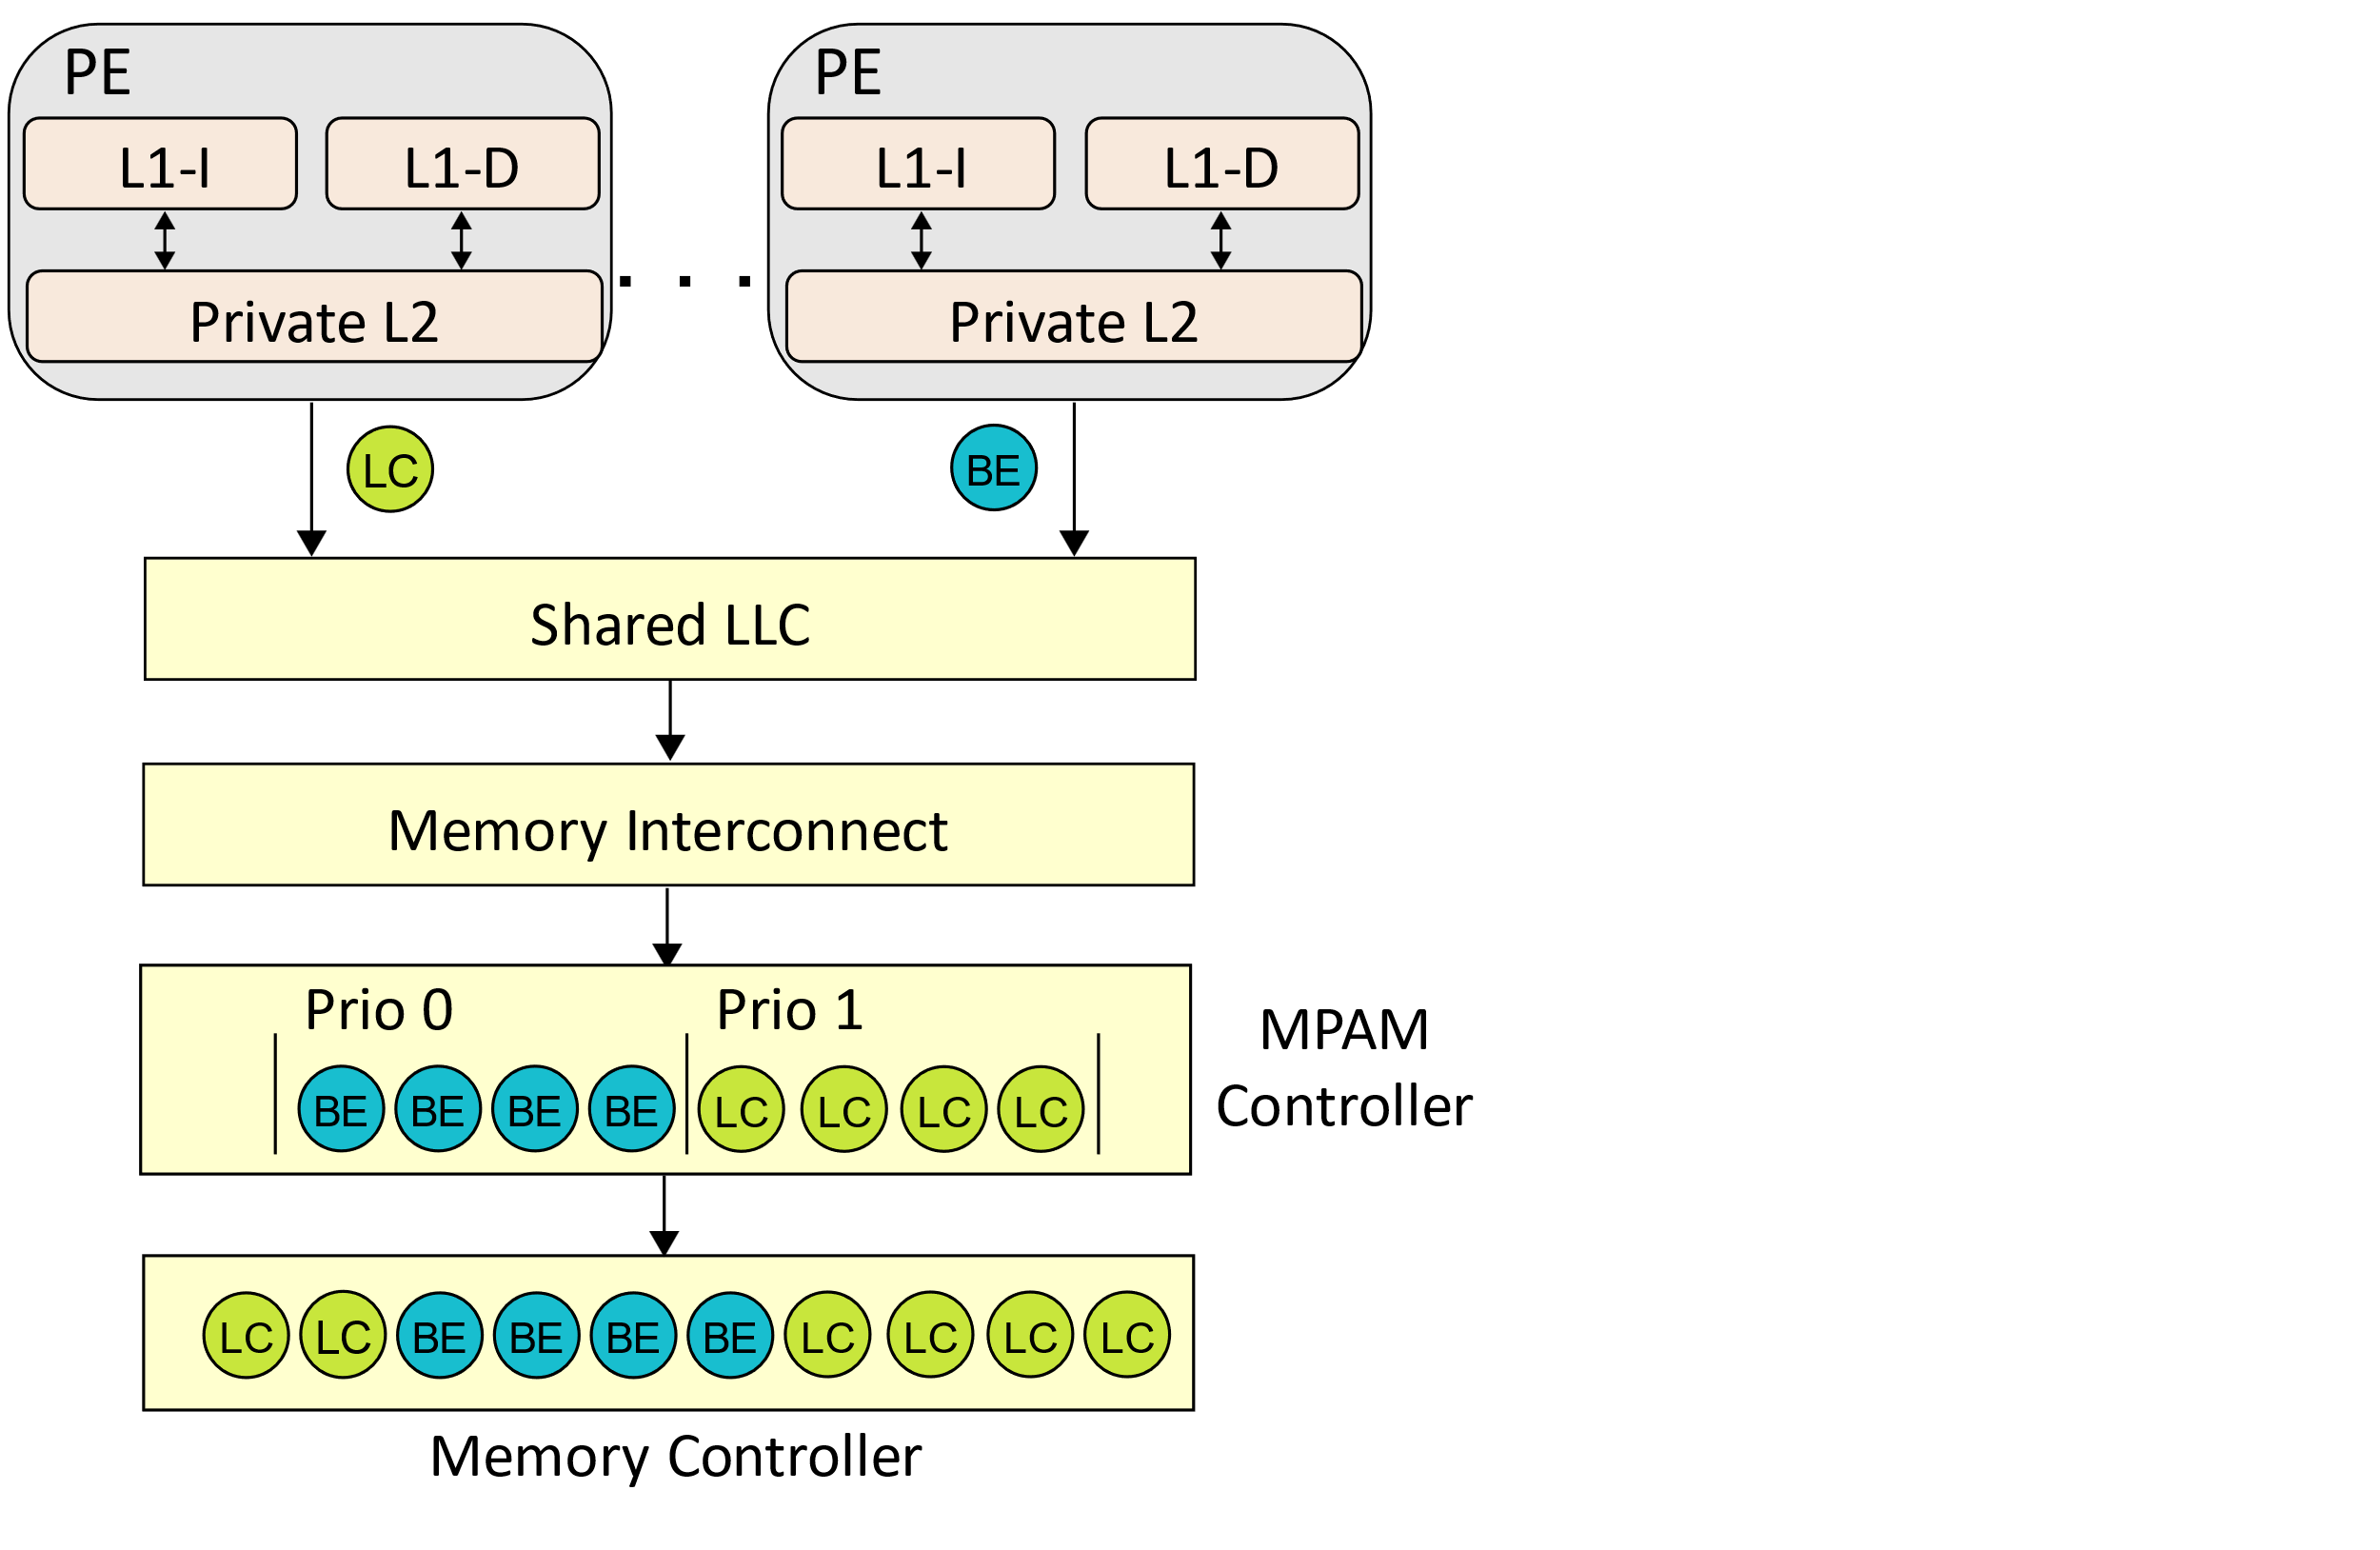 PE PE
L1-I L1-D L1-I L1-D
Private L2 . . . Private L2
LC BE
Shared LLC
Memory Interconnect
Prio 0 Prio 1
BE BE BE BE LC LC LC LC
MPAM
Controller
LC LC BE BE BE BE LC LC LC LC
Memory Controller